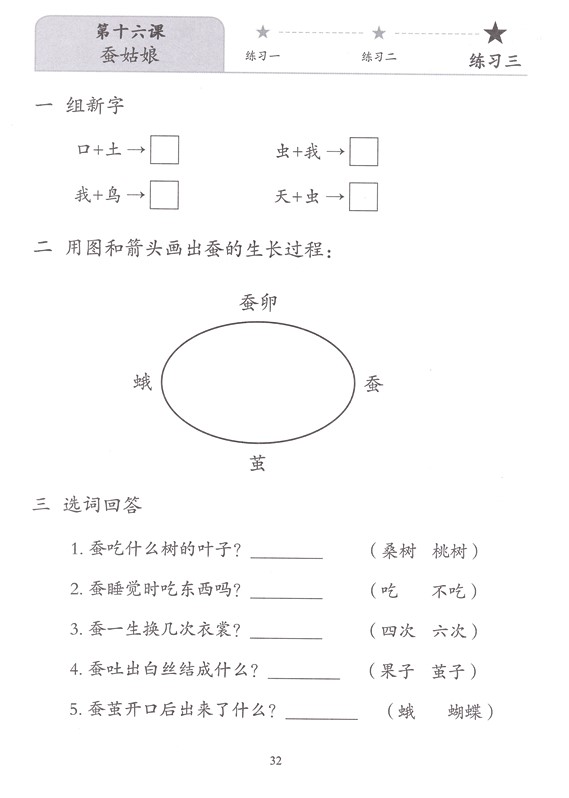 第十六课
蚕姑娘
练习一
练习二
练习三
一 组新字
口+土→ 虫+我→
我+鸟→ 天+虫→
二 用图和箭头画出蚕的生长过程：
蚕卵
蛾 蚕
茧
三 选词回答
1. 蚕吃什么树的叶子？________ （桑树 桃树）
2. 蚕睡觉时吃东西吗？________ （吃 不吃）
3. 蚕一生换几次衣裳？________ （四次 六次）
4. 蚕吐出白丝结成什么？________ （果子 茧子）
5. 蚕茧开口后出来了什么？________ （蛾 蝴蝶）
32